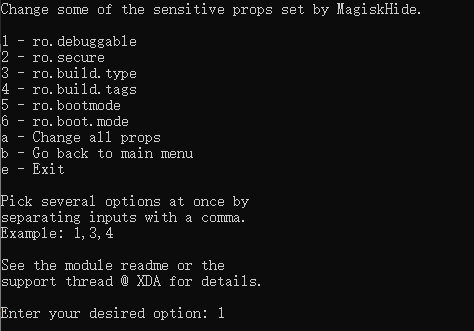 Change some of the sensitive props set by MagiskHide.
1 - ro.debuggable
2 - ro.secure
3 - ro.build.type
4 - ro.build.tags
5 - ro.bootmode
6 - ro.boot.mode
a - Change all props
b - Go back to main menu
e - Exit
Pick several options at once by
separating inputs with a comma.
Example: 1,3,4
See the module readme or the
support thread @ XDA for details.
Enter your desired option: 1